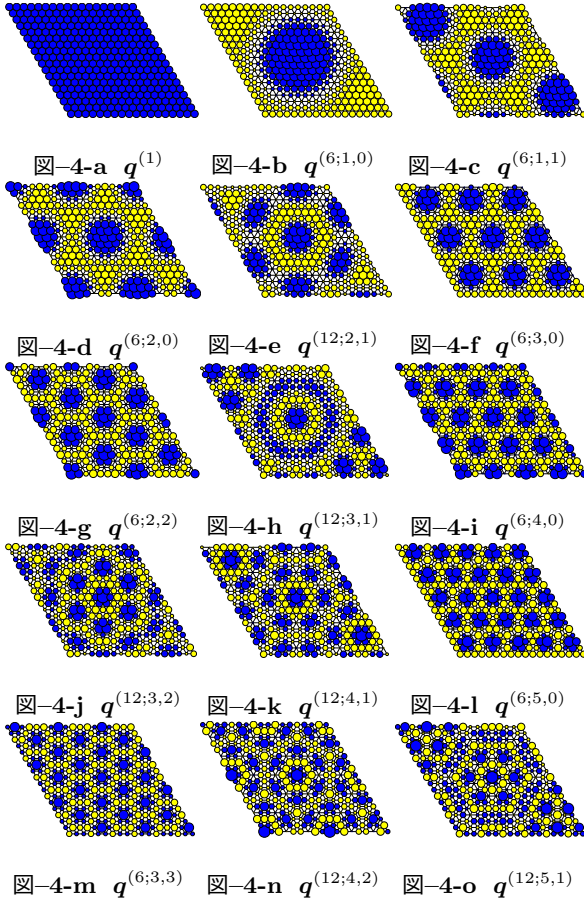 図–4-a q^(1) 図–4-b q^(6;1,0) 図–4-c q^(6;1,1)
図–4-d q^(6;2,0) 図–4-e q^(12;2,1) 図–4-f q^(6;3,0)
図–4-g q^(6;2,2) 図–4-h q^(12;3,1) 図–4-i q^(6;4,0)
図–4-j q^(12;3,2) 図–4-k q^(12;4,1) 図–4-l q^(6;5,0)
図–4-m q^(6;3,3) 図–4-n q^(12;4,2) 図–4-o q^(12;5,1)